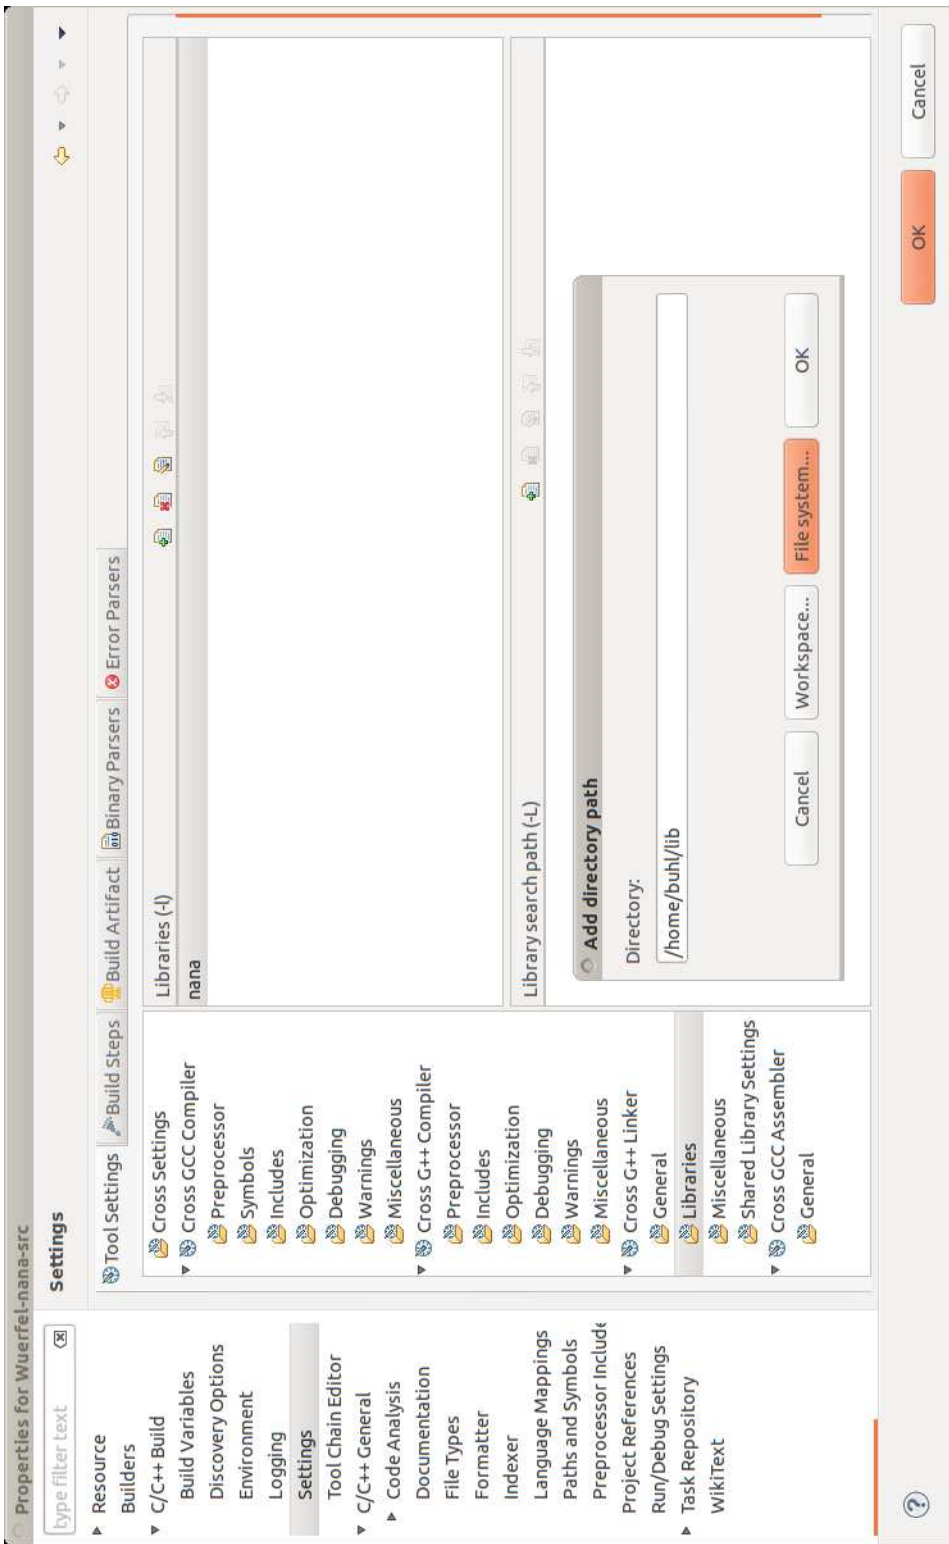 Properties for Wuerfel-nana-src
type filter text
Settings
Resource
Builders
C/C++ Build
Build Variables
Discovery Options
Environment
Logging
Settings
Tool Chain Editor
C/C++ General
Code Analysis
Documentation
File Types
Formatter
Indexer
Language Mappings
Paths and Symbols
Preprocessor Include
Project References
Run/Debug Settings
Task Repository
WikiText
Tool Settings
Build Steps
Build Artifact
Binary Parsers
Error Parsers
Cross Settings
Cross GCC Compiler
Preprocessor
Symbols
Includes
Optimization
Debugging
Warnings
Miscellaneous
Cross G++ Compiler
Preprocessor
Includes
Optimization
Debugging
Warnings
Miscellaneous
Cross G++ Linker
General
Libraries
Miscellaneous
Shared Library Settings
Cross GCC Assembler
General
Libraries (-l)
nana
Library search path (-L)
Add directory path
Directory:
/home/buhl/lib
Cancel
Workspace...
File system...
OK
?
OK
Cancel